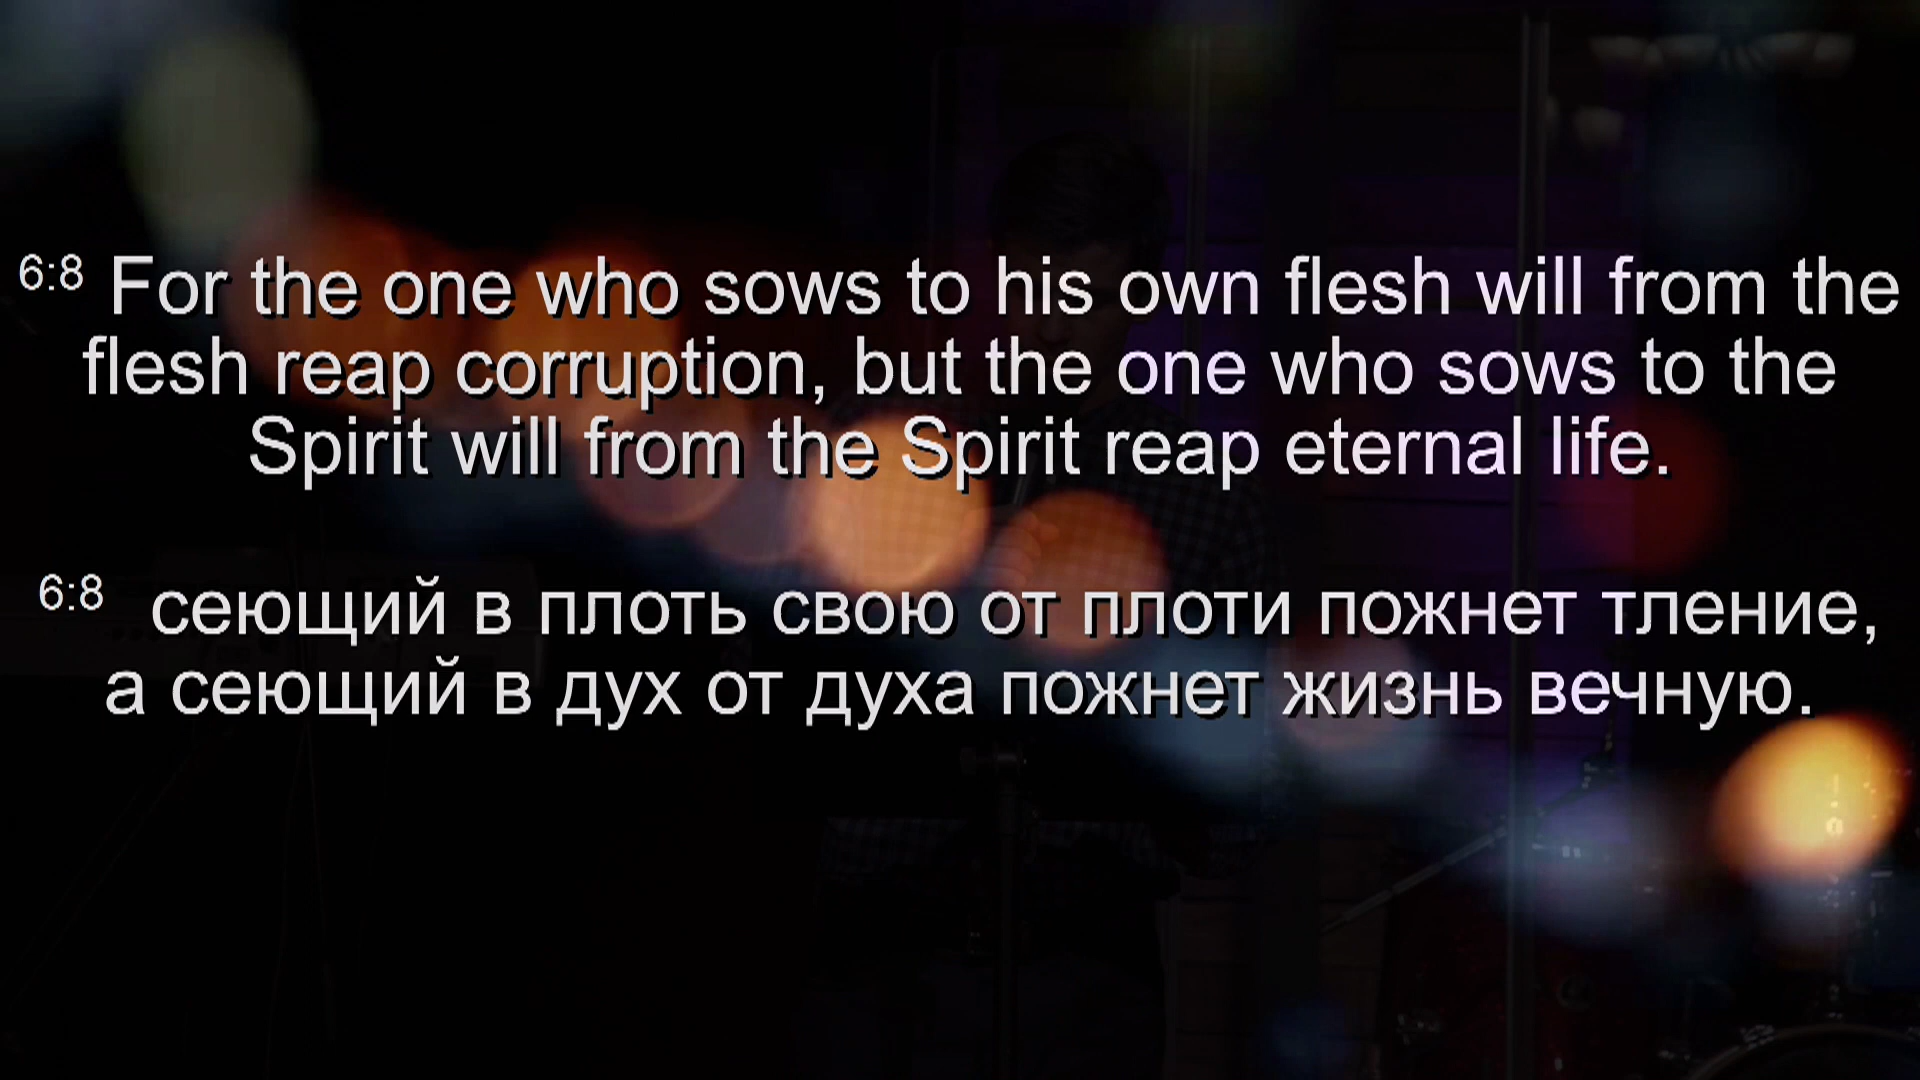 6:8 For the one who sows to his own flesh will from the
flesh reap corruption, but the one who sows to the
Spirit will from the Spirit reap eternal life.
6:8 сеющий в плоть свою от плоти пожнет тление,
а сеющий в дух от духа пожнет жизнь вечную.